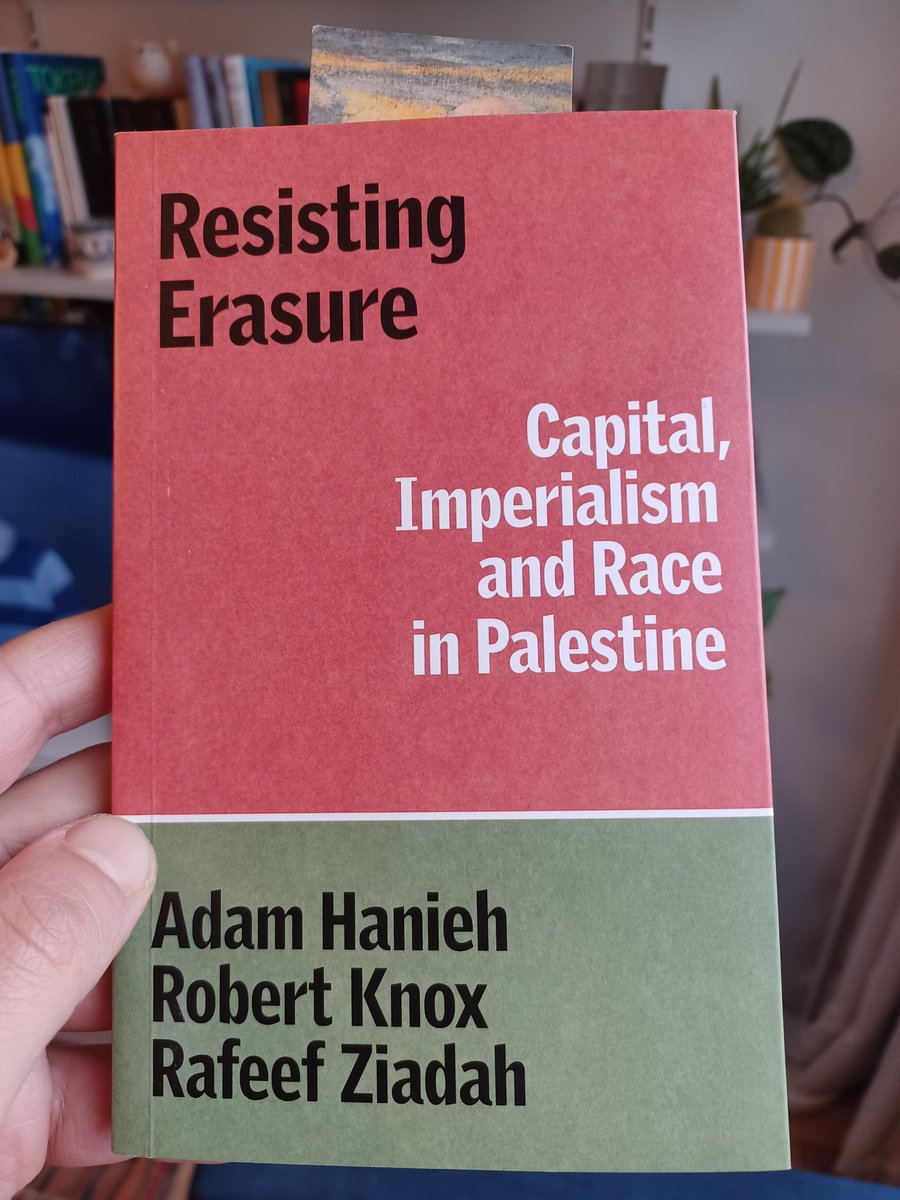 Resisting
Erasure
Capital,
Imperialism
and Race
in Palestine
Adam Hanieh
Robert Knox
Rafeef Ziadah